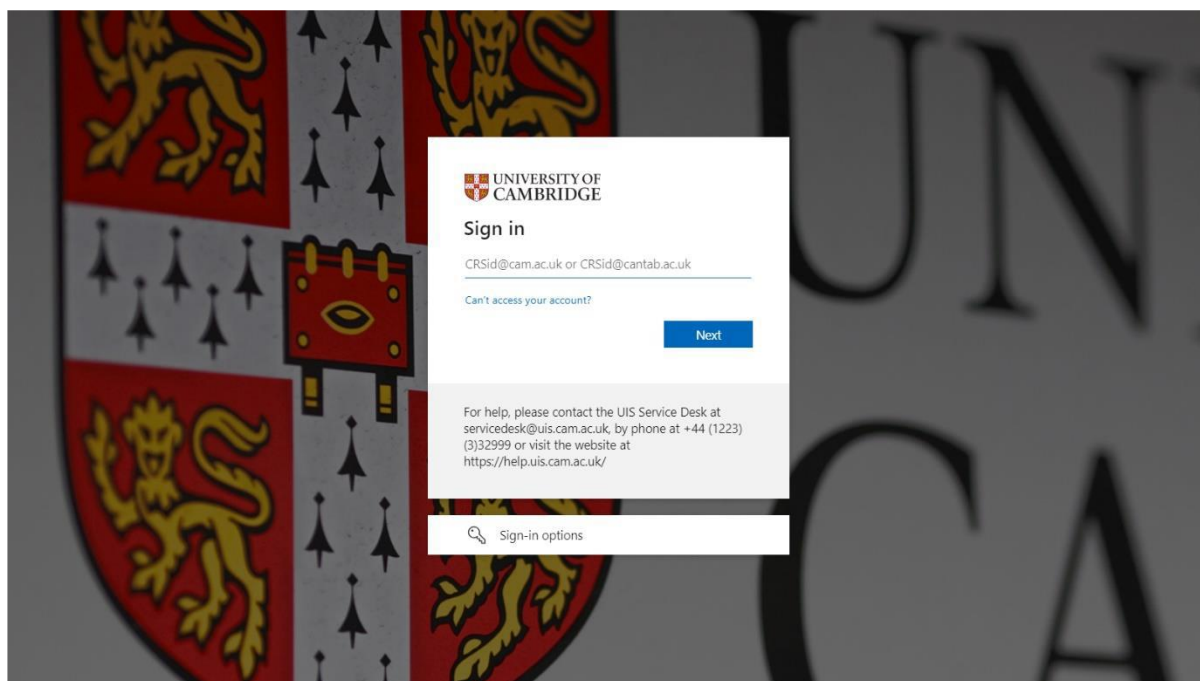 UNI
CA
UNIVERSITY OF
CAMBRIDGE
Sign in
CRSid@cam.ac.uk or CRSid@cantab.ac.uk
Can't access your account?
Next
For help, please contact the UIS Service Desk at
servicedesk@uis.cam.ac.uk, by phone at +44 (1223)
(3)32999 or visit the website at
https://help.uis.cam.ac.uk/
Sign-in options